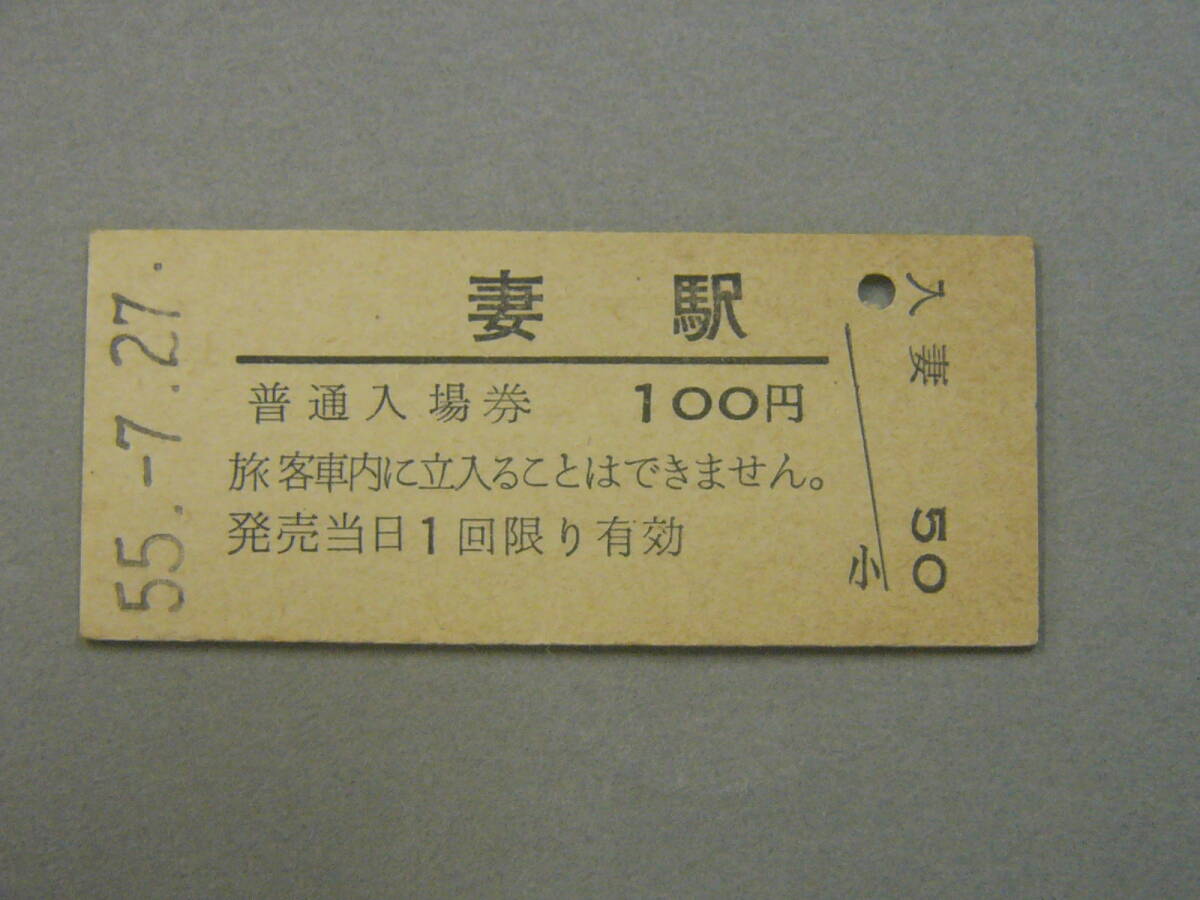 妻駅
普通入場券 100円
旅客車内に立入ることはできません。
発売当日1回限り有効
55.-7.27.
入妻 50
小